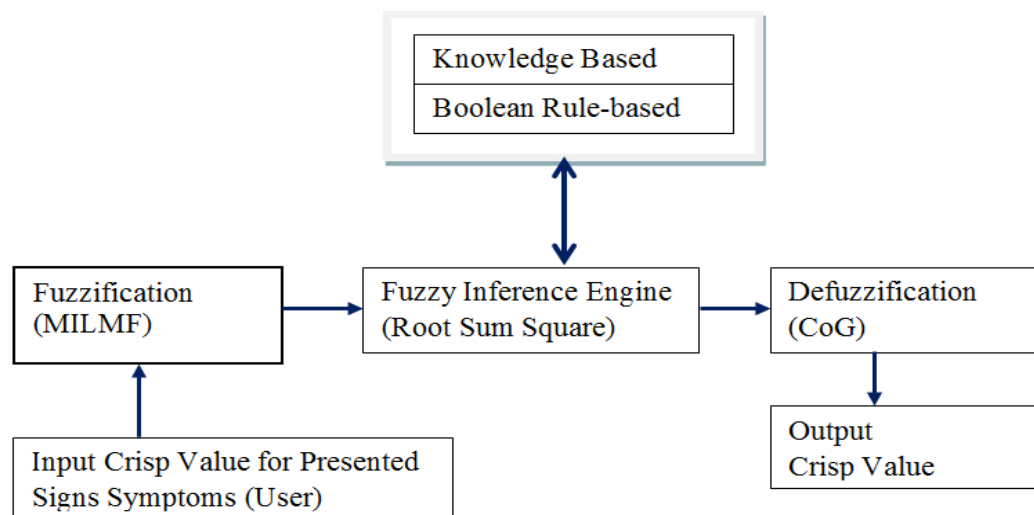 Knowledge Based
Boolean Rule-based
Fuzzification
(MILMF)
Fuzzy Inference Engine
(Root Sum Square)
Defuzzification
(CoG)
Input Crisp Value for Presented
Signs Symptoms (User)
Output
Crisp Value